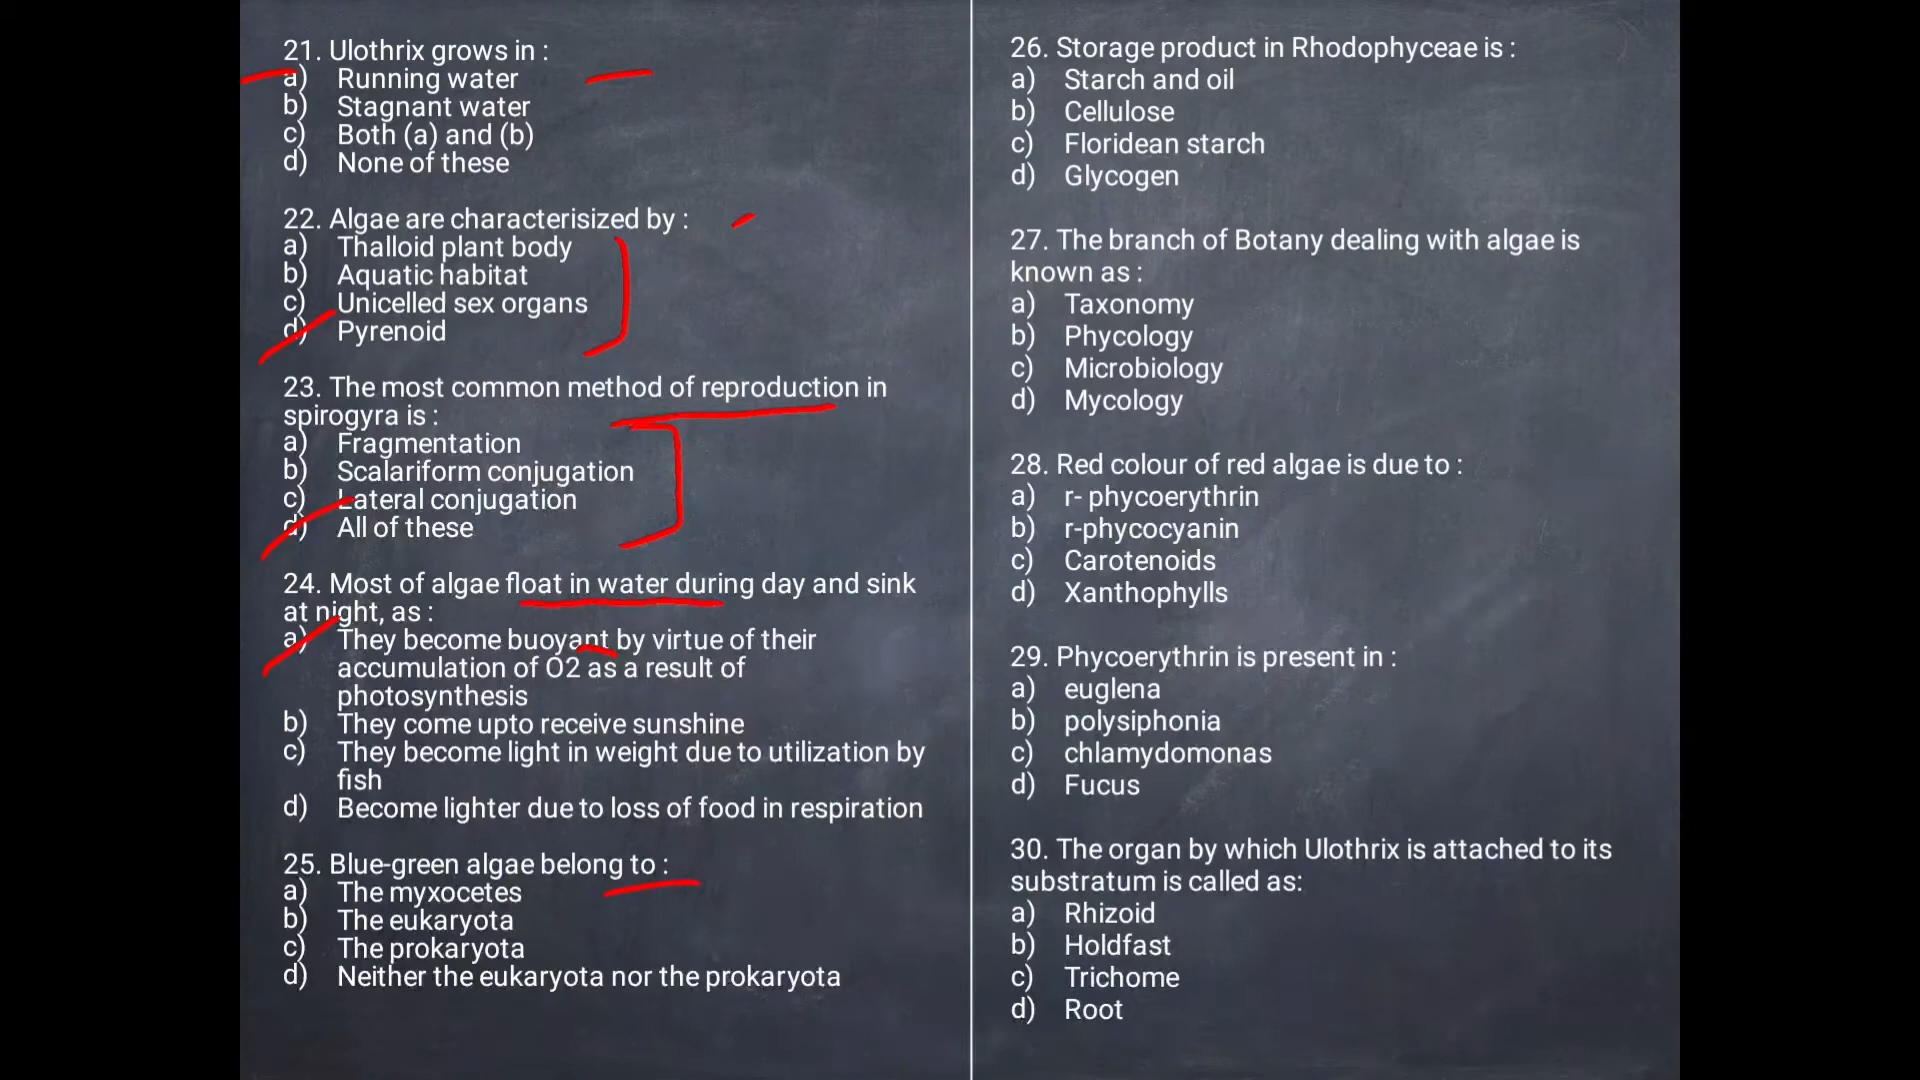 21. Ulothrix grows in :
a) Running water
b) Stagnant water
c) Both (a) and (b)
d) None of these
22. Algae are characterisized by :
a) Thalloid plant body
b) Aquatic habitat
c) Unicelled sex organs
d) Pyrenoid
23. The most common method of reproduction in
spirogyra is :
a) Fragmentation
b) Scalariform conjugation
c) Lateral conjugation
d) All of these
24. Most of algae float in water during day and sink
at night, as :
a) They become buoyant by virtue of their
accumulation of O2 as a result of
photosynthesis
b) They come upto receive sunshine
c) They become light in weight due to utilization by
fish
d) Become lighter due to loss of food in respiration
25. Blue-green algae belong to :
a) The myxocetes
b) The eukaryota
c) The prokaryota
d) Neither the eukaryota nor the prokaryota
26. Storage product in Rhodophyceae is :
a) Starch and oil
b) Cellulose
c) Floridean starch
d) Glycogen
27. The branch of Botany dealing with algae is
known as :
a) Taxonomy
b) Phycology
c) Microbiology
d) Mycology
28. Red colour of red algae is due to :
a) r- phycoerythrin
b) r-phycocyanin
c) Carotenoids
d) Xanthophylls
29. Phycoerythrin is present in :
a) euglena
b) polysiphonia
c) chlamydomonas
d) Fucus
30. The organ by which Ulothrix is attached to its
substratum is called as:
a) Rhizoid
b) Holdfast
c) Trichome
d) Root